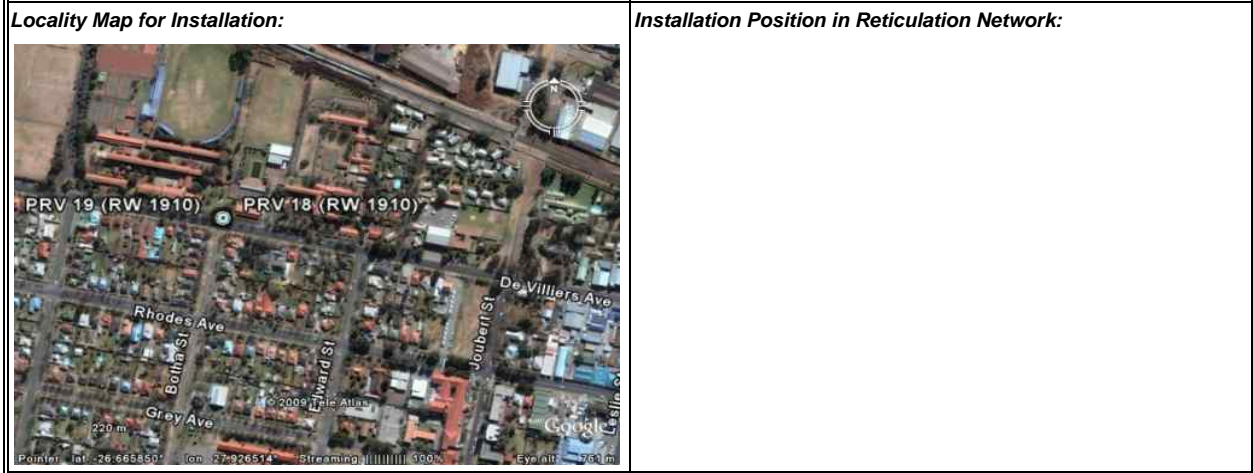 Locality Map for Installation:
Installation Position in Reticulation Network:
N
PRV 19 (RW 1910)
PRV 18 (RW 1910)
De Villiers Ave
Rhodes Ave
Botha St
Edward St
Joubert St
© 2009 Tele Atlas
Grey Ave
220 m
Google
Pointer lat -26.665850° lon 27.926514° Streaming |||||||||| 100% Eye alt 761 m